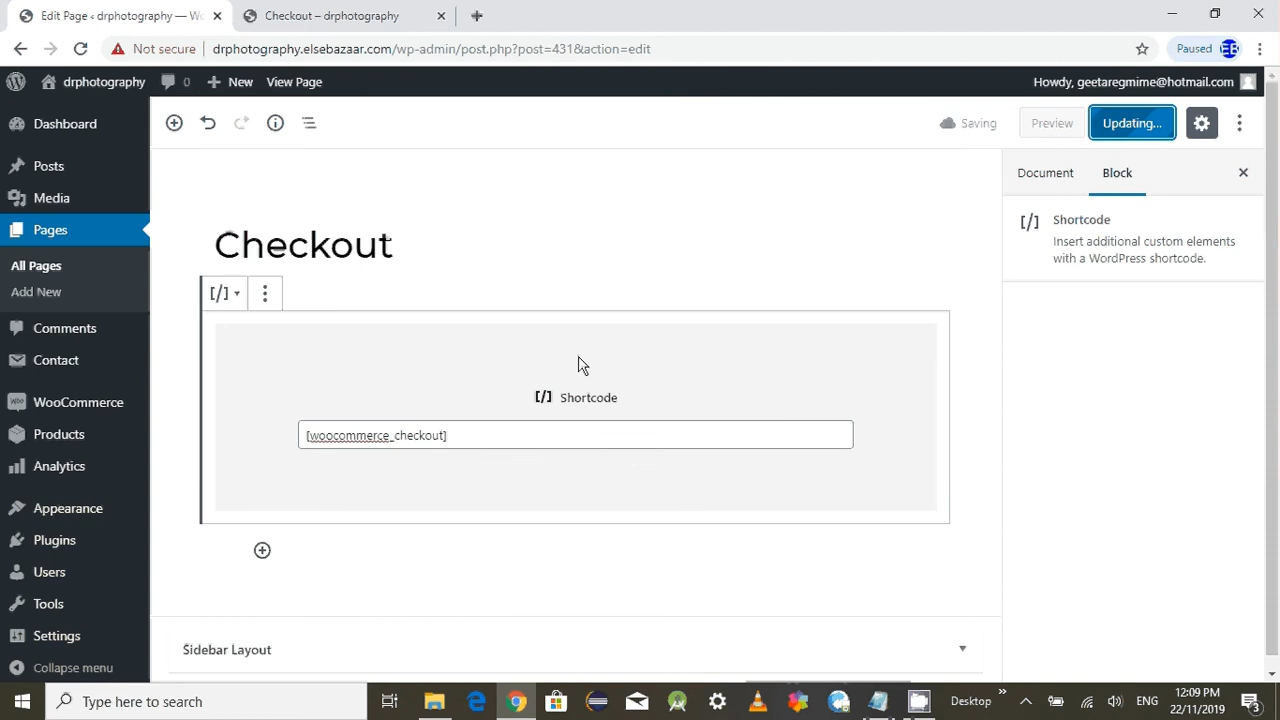 Edit Page ‹ drphotography — Wo
Checkout – drphotography
Not secure
drphotography.elsebazaar.com/wp-admin/post.php?post=431&action=edit
Paused
EB
drphotography
0
New
View Page
Howdy, geetaregmime@hotmail.com
Dashboard
Posts
Media
Pages
All Pages
Add New
Comments
Contact
WooCommerce
Products
Analytics
Appearance
Plugins
Users
Tools
Settings
Collapse menu
Saving
Preview
Updating...
Document
Block
[/]
Shortcode
Insert additional custom elements
with a WordPress shortcode.
Checkout
[/]
[/] Shortcode
[woocommerce_checkout]
Sidebar Layout
Type here to search
Desktop
ENG
12:09 PM
22/11/2019
3